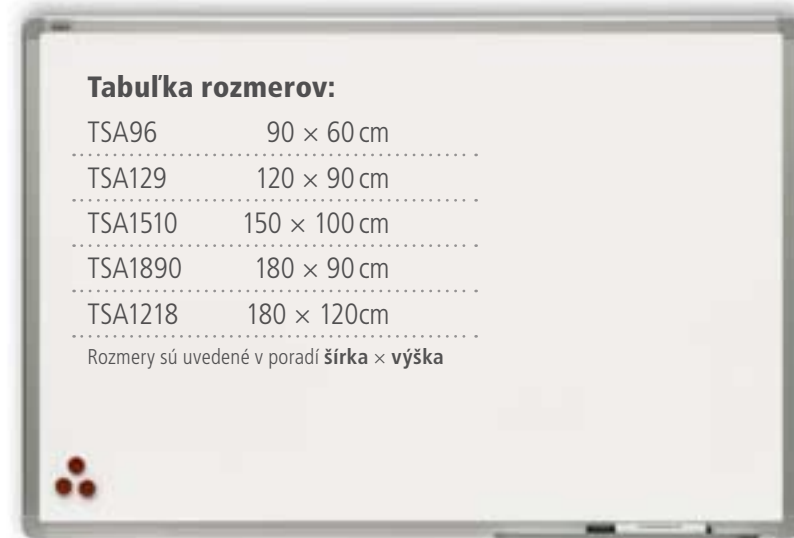 Tabuľka rozmerov:
TSA96 90 × 60 cm
TSA129 120 × 90 cm
TSA1510 150 × 100 cm
TSA1890 180 × 90 cm
TSA1218 180 × 120cm
Rozmery sú uvedené v poradí šírka × výška